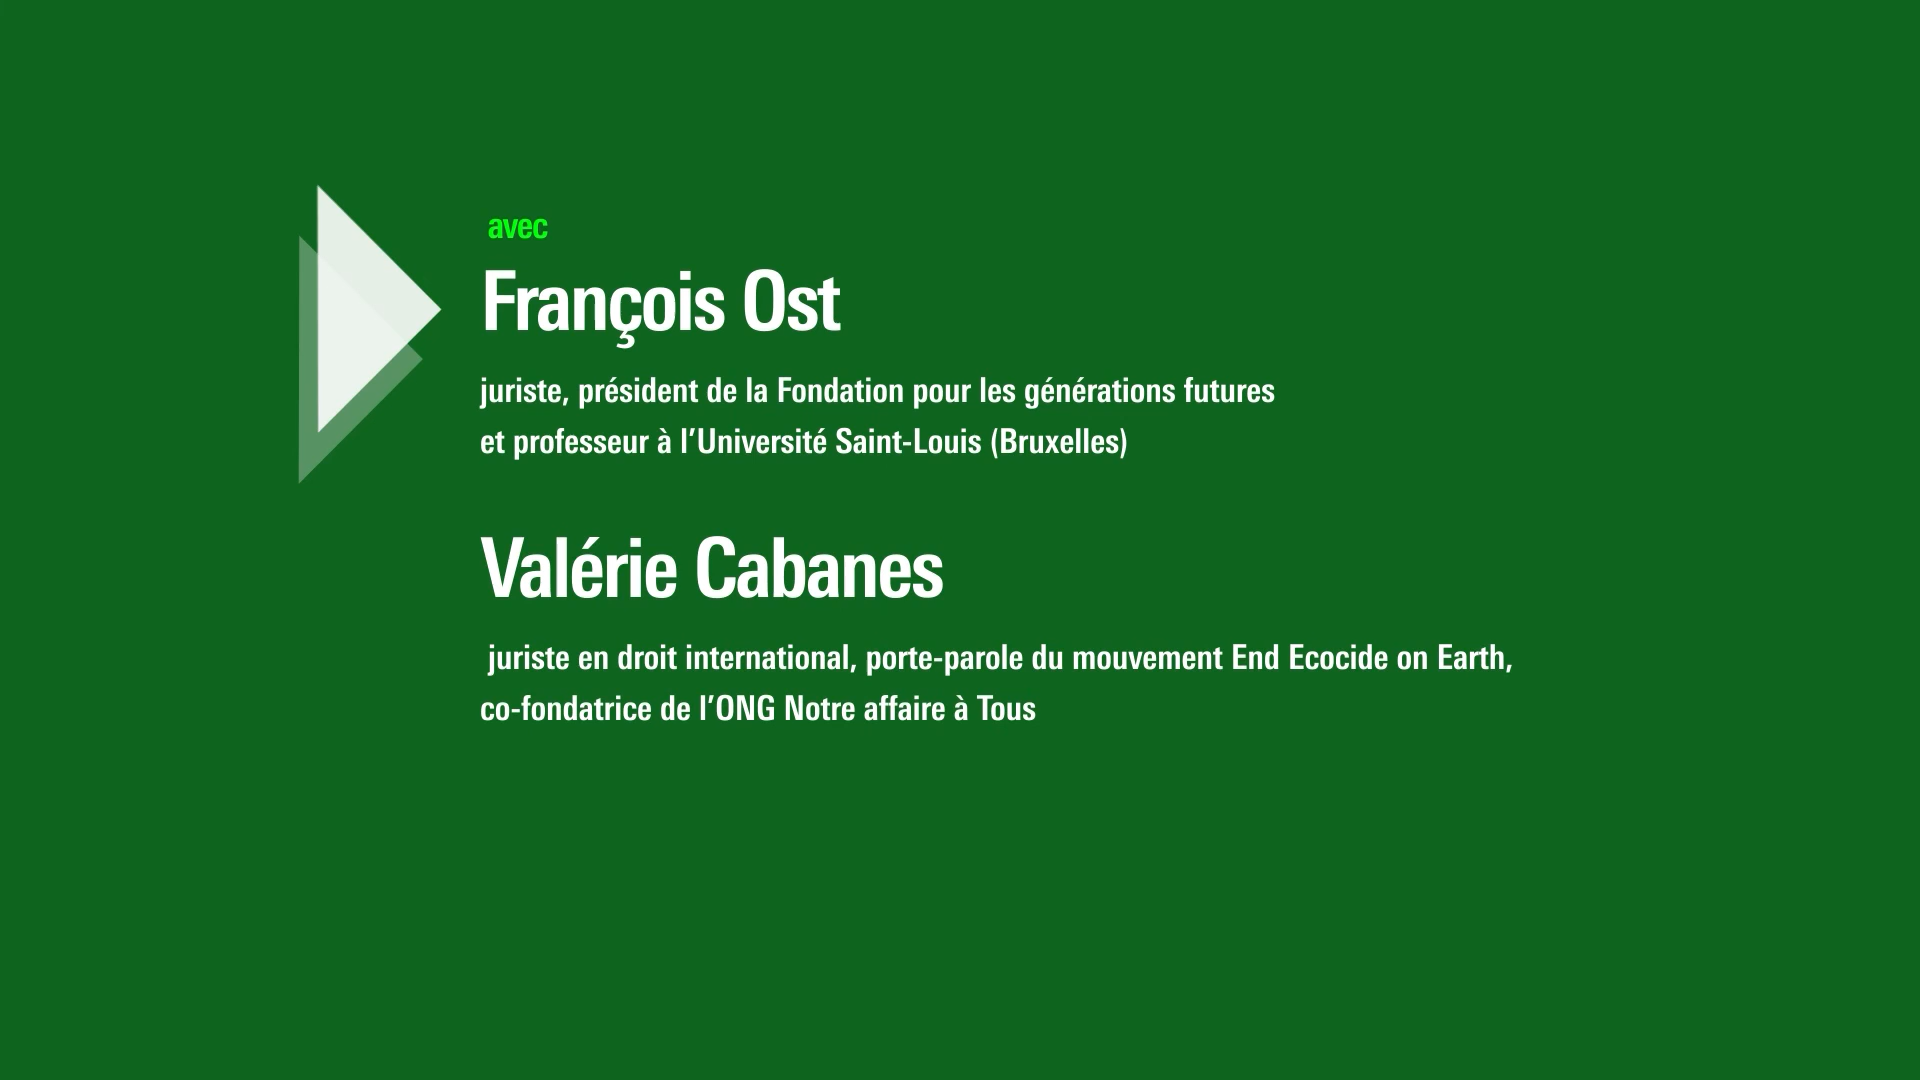 avec
François Ost
juriste, président de la Fondation pour les générations futures
et professeur à l’Université Saint-Louis (Bruxelles)
Valérie Cabanes
juriste en droit international, porte-parole du mouvement End Ecocide on Earth,
co-fondatrice de l’ONG Notre affaire à Tous